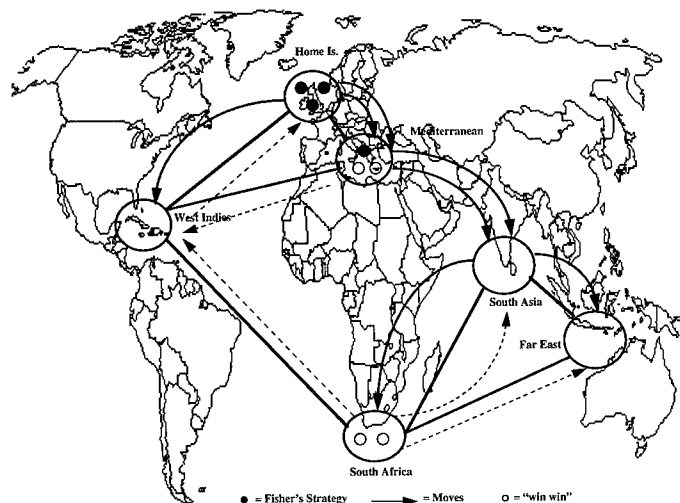 Home Is.
Mediterranean
West Indies
South Asia
Far East
South Africa
= Fisher's Strategy = Moves = "win win"